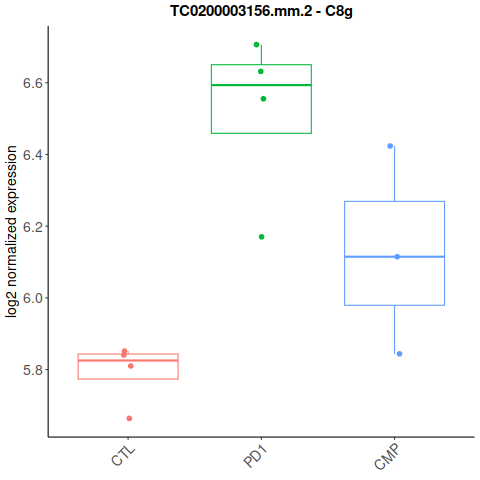 TC0200003156.mm.2 - C8g
log2 normalized expression
6.6
6.4
6.2
6.0
5.8
CTL
PD1
CMP